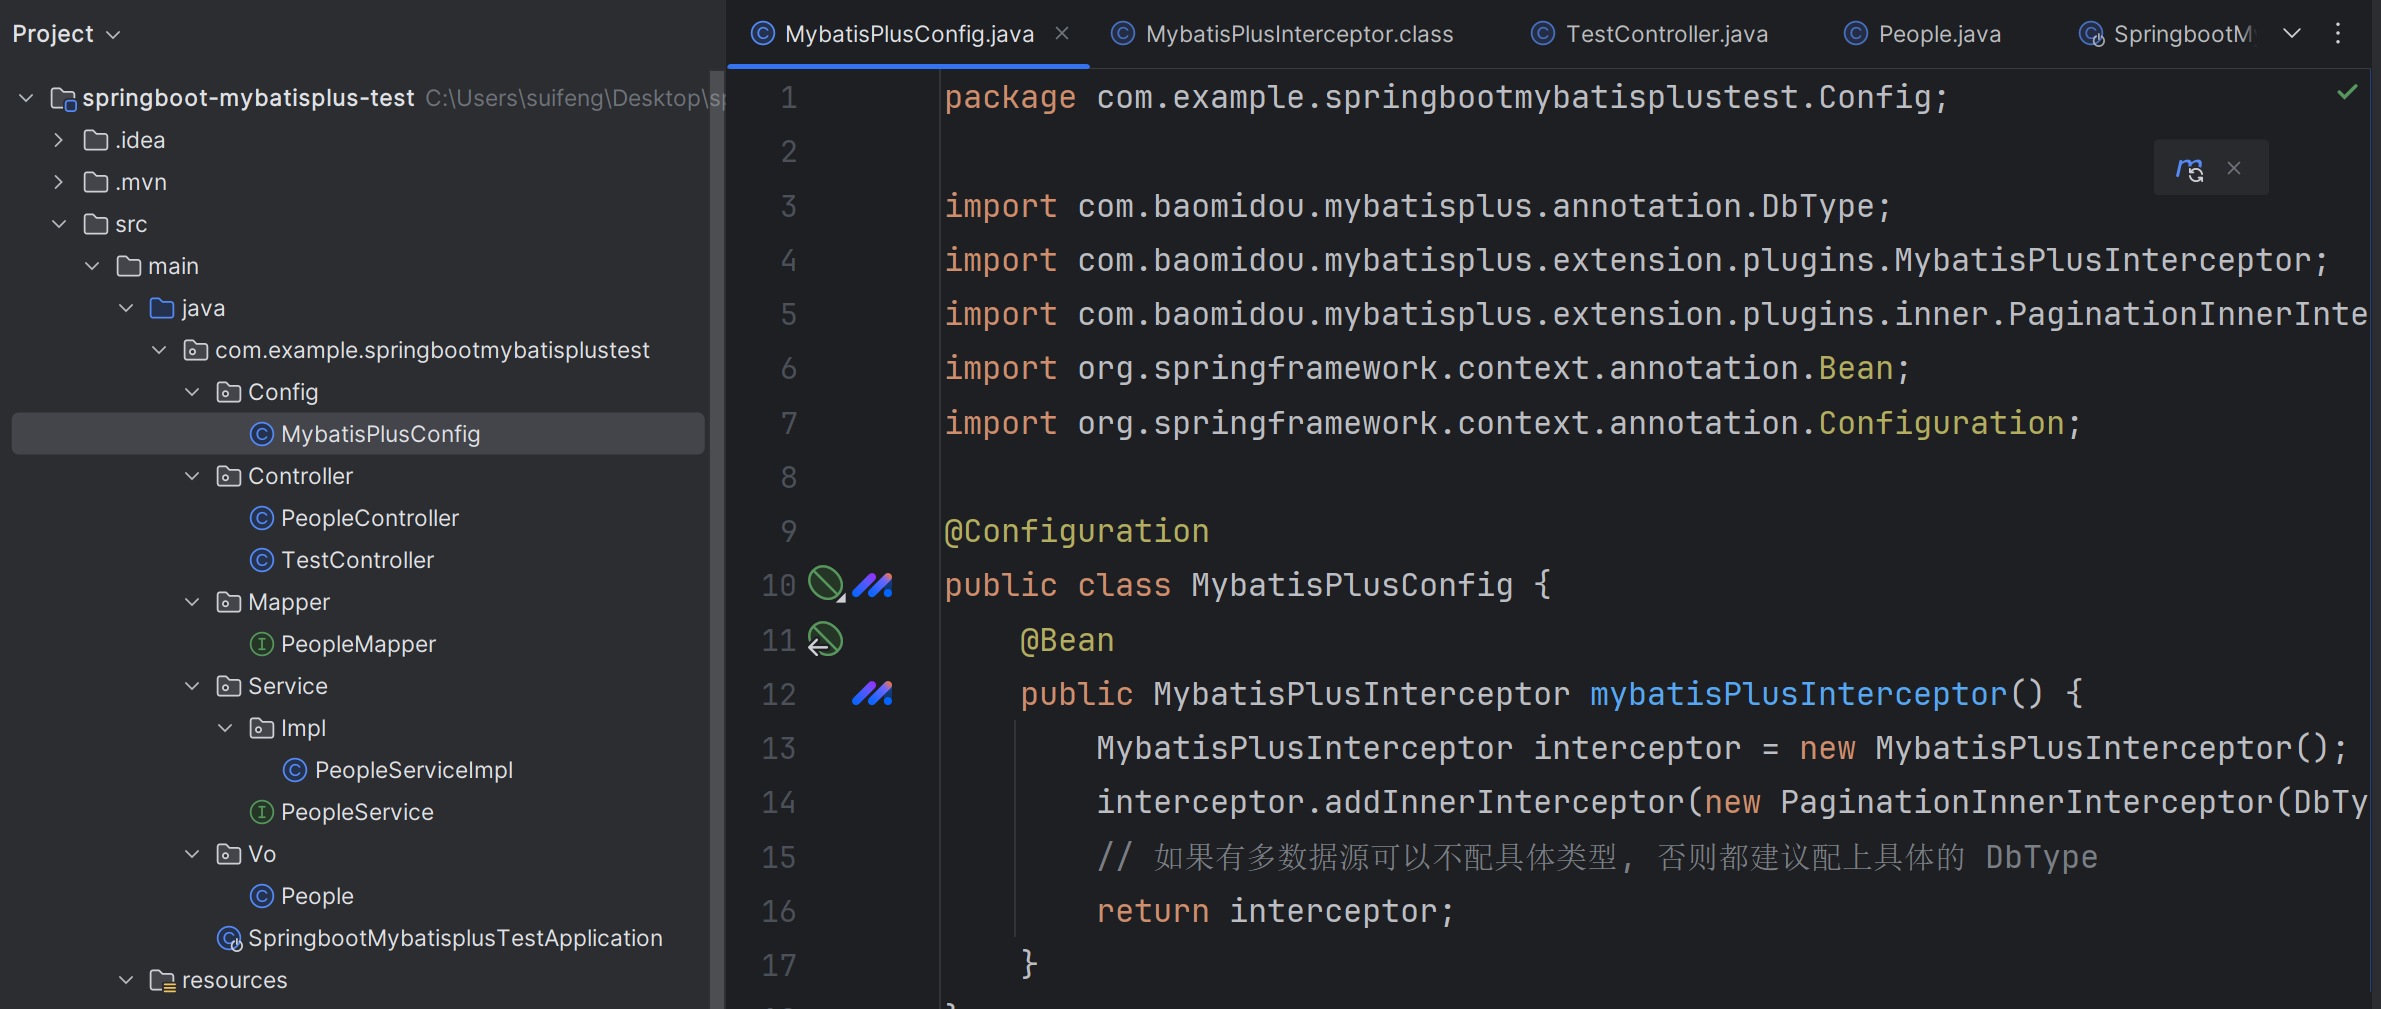 Project
springboot-mybatisplus-test C:\Users\suifeng\Desktop\sp
.idea
.mvn
src
main
java
com.example.springbootmybatisplustest
Config
MybatisPlusConfig
Controller
PeopleController
TestController
Mapper
PeopleMapper
Service
Impl
PeopleServiceImpl
PeopleService
Vo
People
SpringbootMybatisplusTestApplication
resources
MybatisPlusConfig.java MybatisPlusInterceptor.class TestController.java People.java SpringbootMy
1 package com.example.springbootmybatisplustest.Config;
2
3 import com.baomidou.mybatisplus.annotation.DbType;
4 import com.baomidou.mybatisplus.extension.plugins.MybatisPlusInterceptor;
5 import com.baomidou.mybatisplus.extension.plugins.inner.PaginationInnerInte
6 import org.springframework.context.annotation.Bean;
7 import org.springframework.context.annotation.Configuration;
8
9 @Configuration
10 public class MybatisPlusConfig {
11 @Bean
12 public MybatisPlusInterceptor mybatisPlusInterceptor() {
13 MybatisPlusInterceptor interceptor = new MybatisPlusInterceptor();
14 interceptor.addInnerInterceptor(new PaginationInnerInterceptor(DbTy
15 // 如果有多数据源可以不配具体类型, 否则都建议配上具体的 DbType
16 return interceptor;
17 }